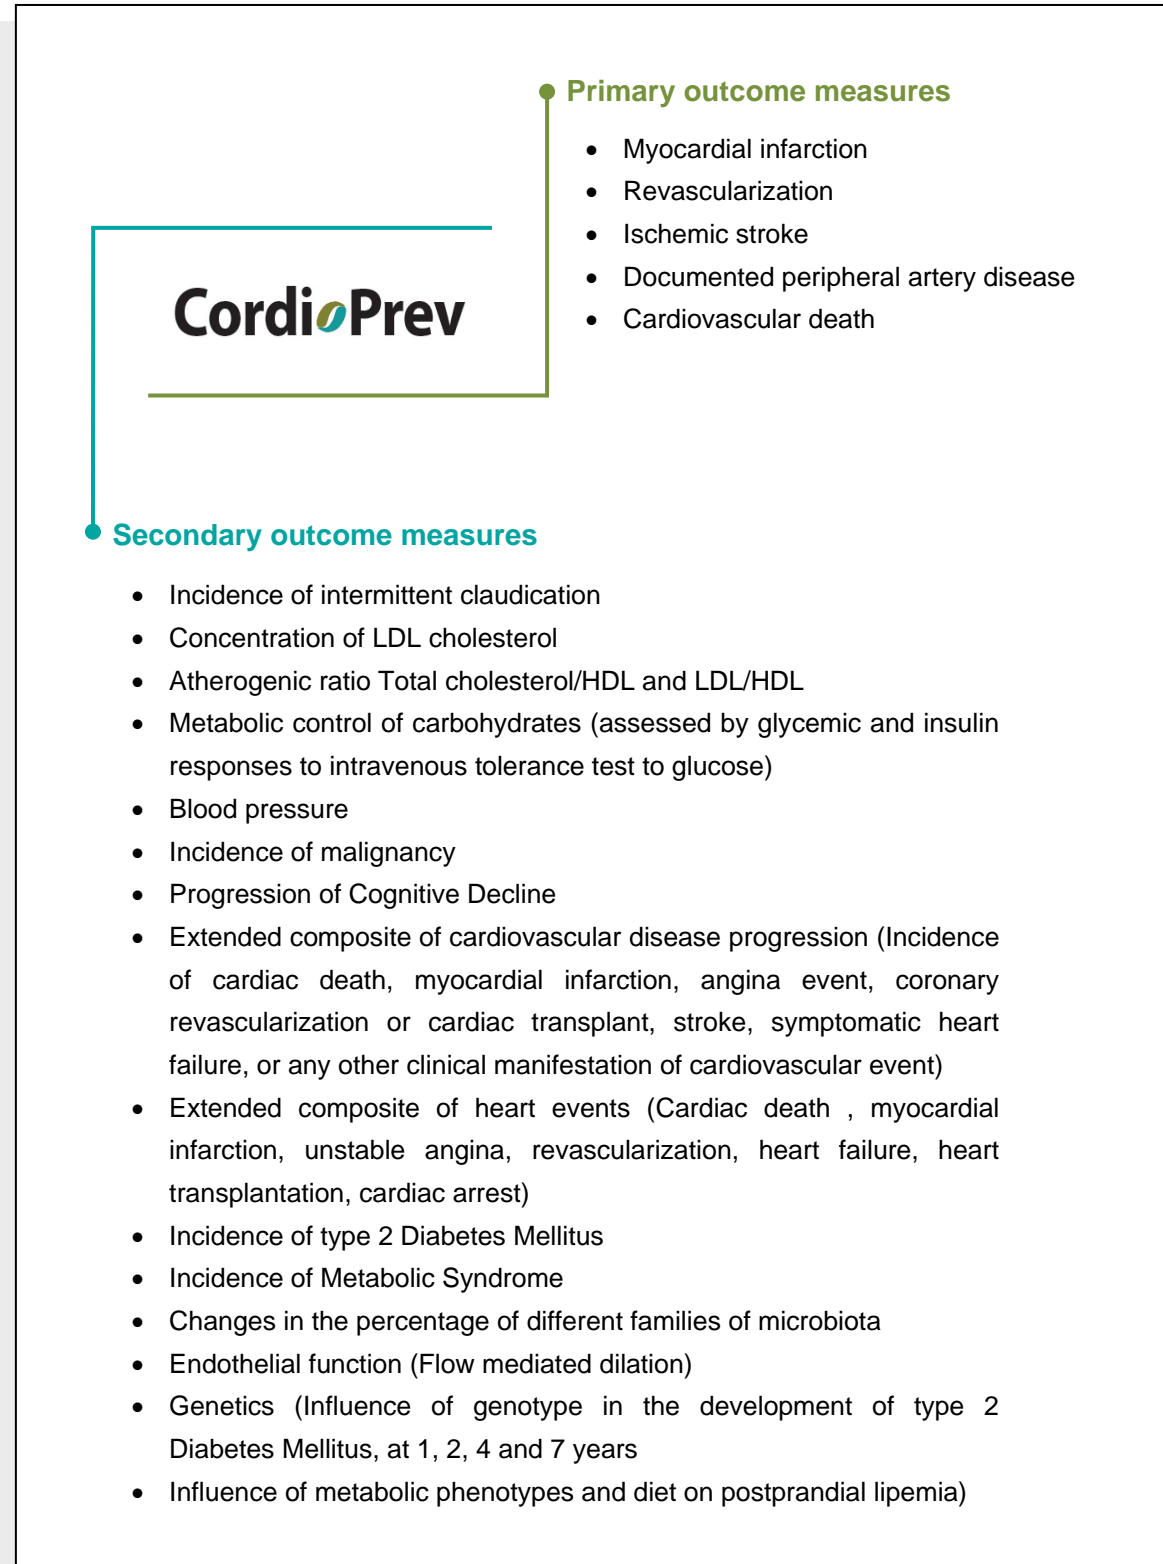 Primary outcome measures
• Myocardial infarction
• Revascularization
• Ischemic stroke
• Documented peripheral artery disease
• Cardiovascular death
CordioPrev
Secondary outcome measures
• Incidence of intermittent claudication
• Concentration of LDL cholesterol
• Atherogenic ratio Total cholesterol/HDL and LDL/HDL
• Metabolic control of carbohydrates (assessed by glycemic and insulin
responses to intravenous tolerance test to glucose)
• Blood pressure
• Incidence of malignancy
• Progression of Cognitive Decline
• Extended composite of cardiovascular disease progression (Incidence
of cardiac death, myocardial infarction, angina event, coronary
revascularization or cardiac transplant, stroke, symptomatic heart
failure, or any other clinical manifestation of cardiovascular event)
• Extended composite of heart events (Cardiac death , myocardial
infarction, unstable angina, revascularization, heart failure, heart
transplantation, cardiac arrest)
• Incidence of type 2 Diabetes Mellitus
• Incidence of Metabolic Syndrome
• Changes in the percentage of different families of microbiota
• Endothelial function (Flow mediated dilation)
• Genetics (Influence of genotype in the development of type 2
Diabetes Mellitus, at 1, 2, 4 and 7 years
• Influence of metabolic phenotypes and diet on postprandial lipemia)